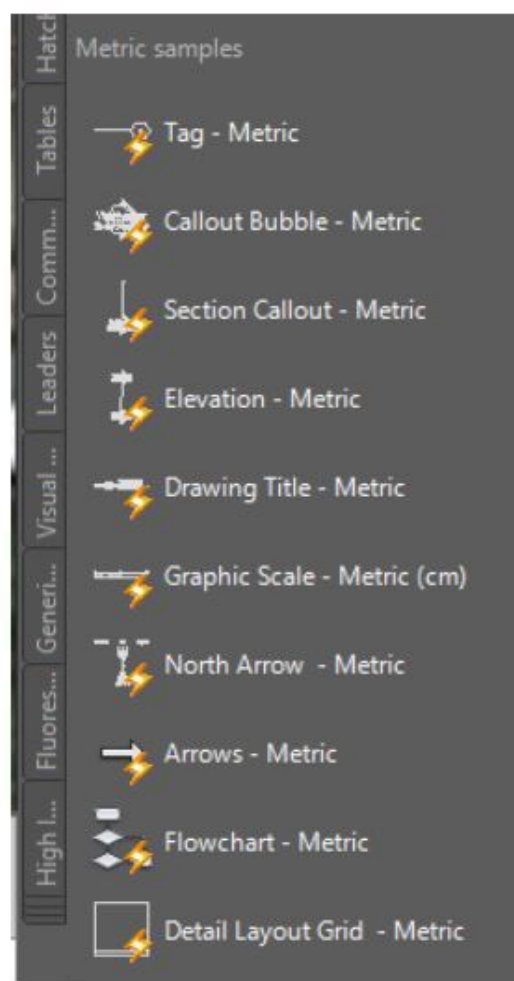 Metric samples
Tag - Metric
Callout Bubble - Metric
Section Callout - Metric
Elevation - Metric
Drawing Title - Metric
Graphic Scale - Metric (cm)
North Arrow - Metric
Arrows - Metric
Flowchart - Metric
Detail Layout Grid - Metric
Hatch
Tables
Comm...
Leaders
Visual ...
Generi...
Fluores...
High I...